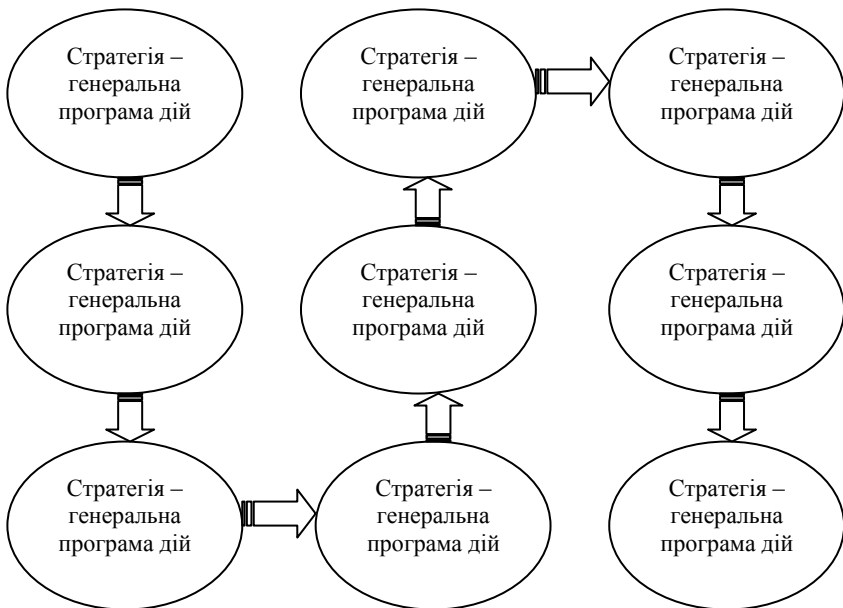 Стратегія –
генеральна
програма дій
Стратегія –
генеральна
програма дій
Стратегія –
генеральна
програма дій
Стратегія –
генеральна
програма дій
Стратегія –
генеральна
програма дій
Стратегія –
генеральна
програма дій
Стратегія –
генеральна
програма дій
Стратегія –
генеральна
програма дій
Стратегія –
генеральна
програма дій